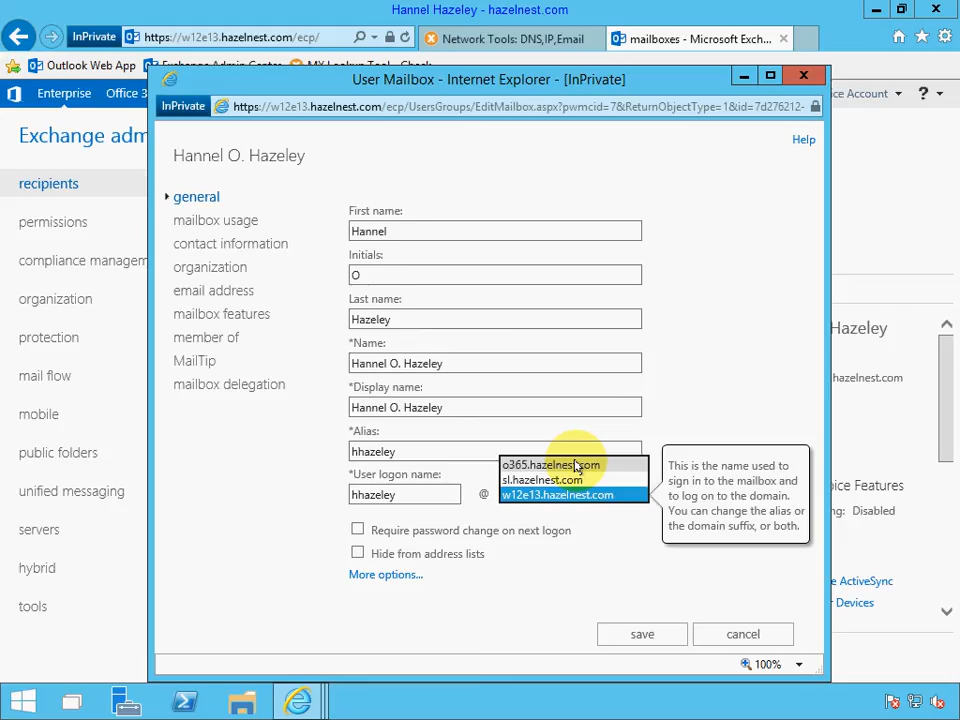 Hannel Hazeley - hazelnest.com
InPrivate
https://w12e13.hazelnest.com/ecp/
Network Tools: DNS,IP,Email
mailboxes - Microsoft Exch...
Outlook Web App
User Mailbox - Internet Explorer - [InPrivate]
Enterprise
Office 3
InPrivate
https://w12e13.hazelnest.com/ecp/UsersGroups/EditMailbox.aspx?pwmcid=7&ReturnObjectType=1&id=7d276212-
ce Account
?
Exchange adm
Help
Hannel O. Hazeley
recipients
permissions
compliance managem
organization
protection
mail flow
mobile
public folders
unified messaging
servers
hybrid
tools
general
mailbox usage
contact information
organization
email address
mailbox features
member of
MailTip
mailbox delegation
First name:
Hannel
Initials:
O
Last name:
Hazeley
*Name:
Hannel O. Hazeley
*Display name:
Hannel O. Hazeley
*Alias:
hhazeley
*User logon name:
hhazeley
@
o365.hazelnest.com
sl.hazelnest.com
w12e13.hazelnest.com
This is the name used to
sign in to the mailbox and
to log on to the domain.
You can change the alias or
the domain suffix, or both.
Require password change on next logon
Hide from address lists
More options...
save
cancel
100%
Hazeley
hazelnest.com
ice Features
ng: Disabled
e ActiveSync
Devices